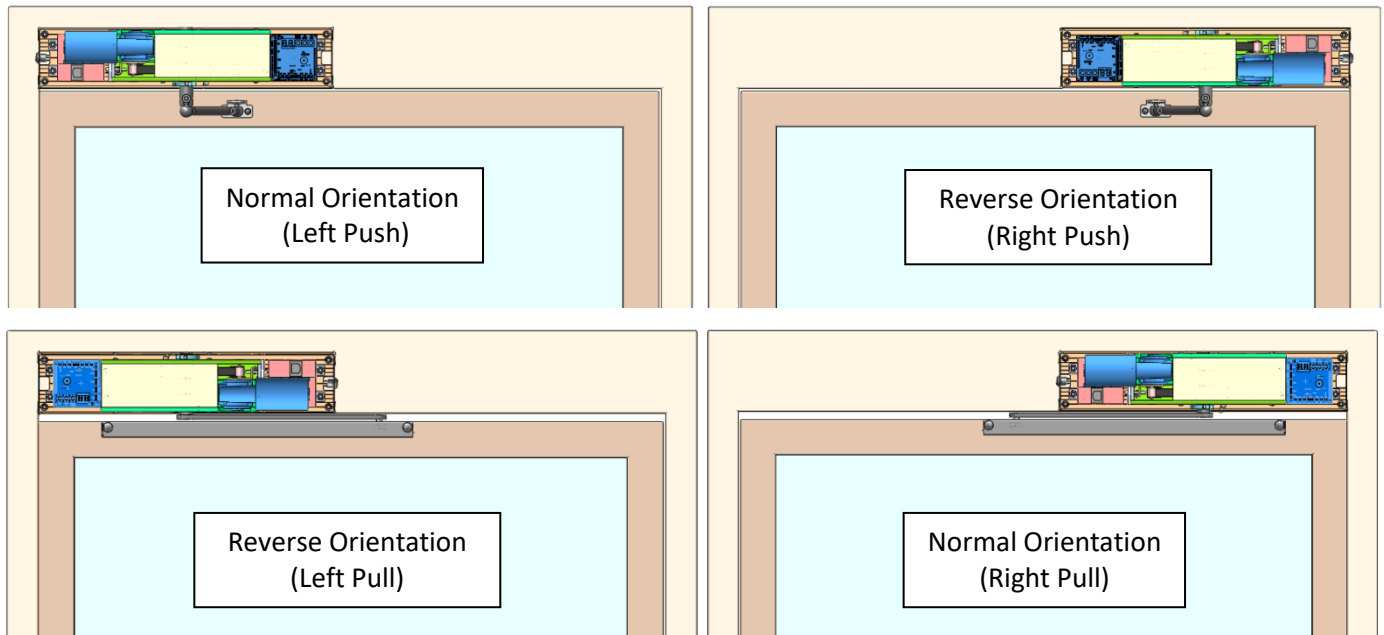 Normal Orientation
(Left Push)
Reverse Orientation
(Right Push)
Reverse Orientation
(Left Pull)
Normal Orientation
(Right Pull)